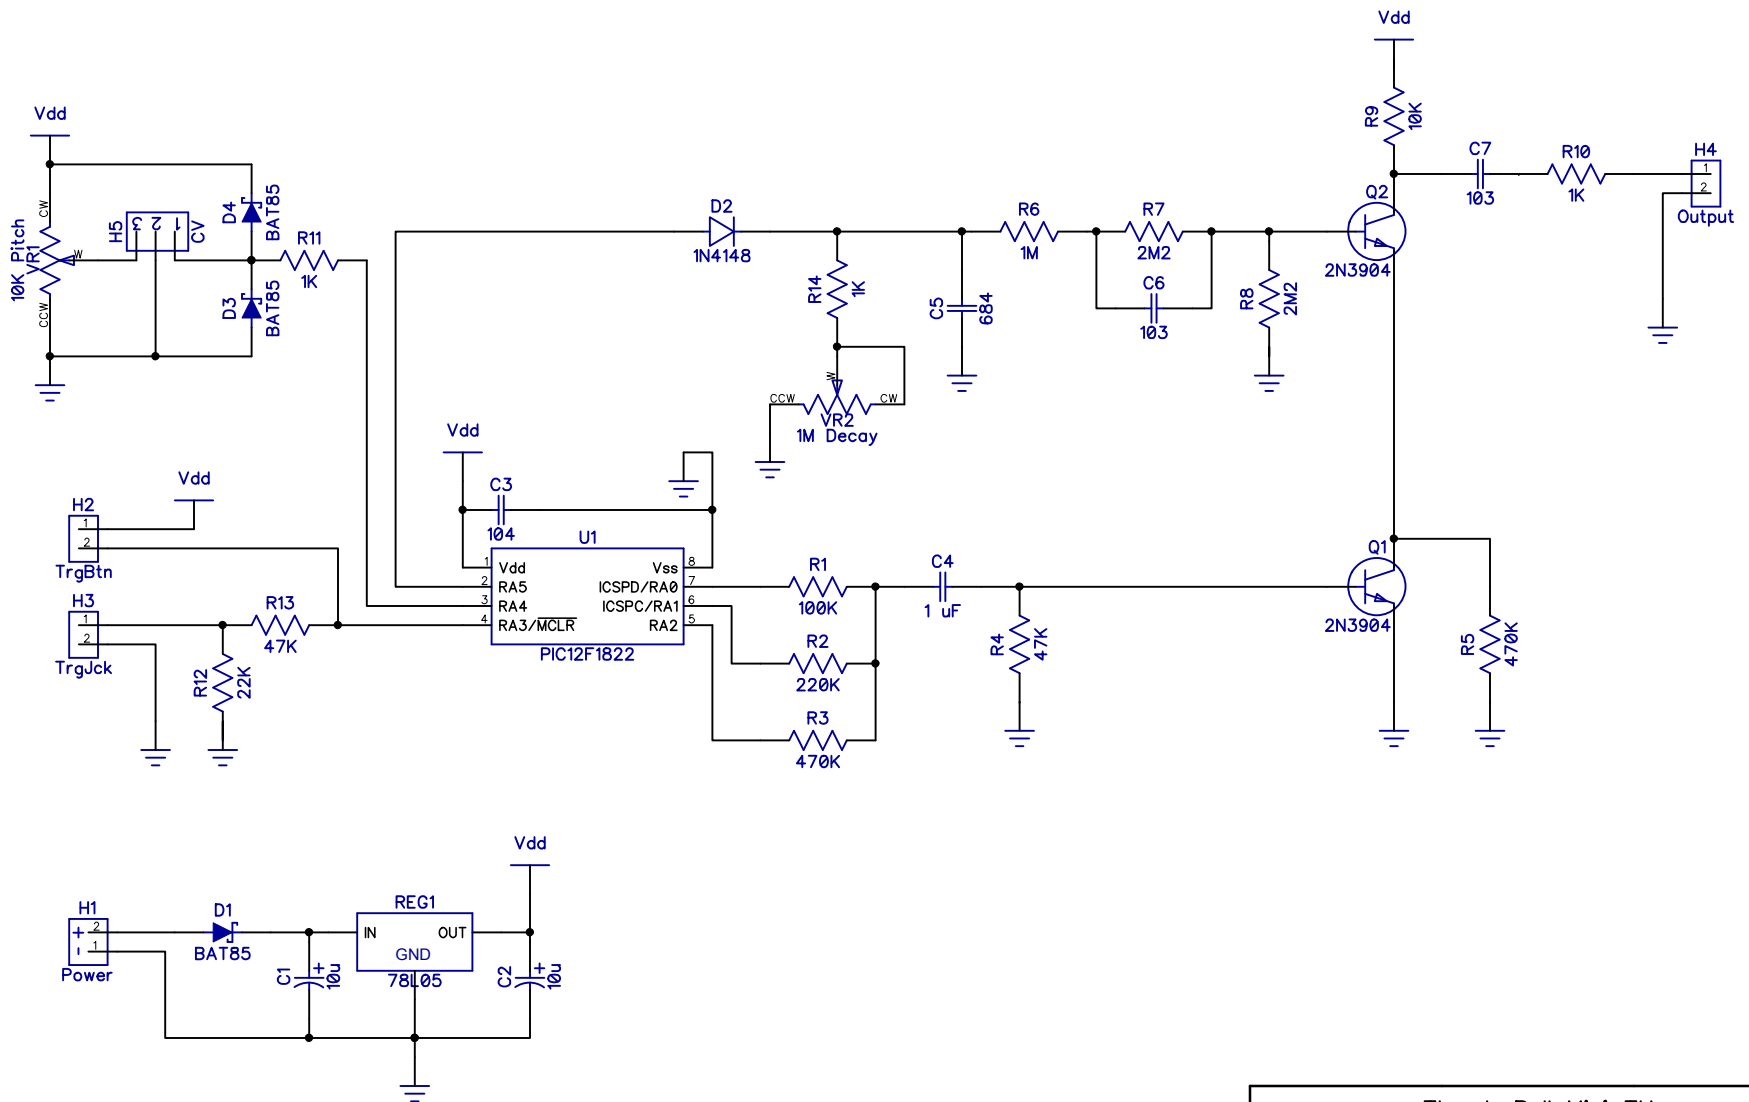 Vdd
R9
10K
C7
103
R10
1K
H4
1
2
Output
Q2
2N3904
Vdd
CW
10K Pitch
VR1
W
CCW
H5
3 2 1
CV
D4
BAT85
D3
BAT85
R11
1K
D2
1N4148
R14
1K
W
CCW
CW
VR2
1M Decay
C5
684
R6
1M
R7
2M2
C6
103
R8
2M2
Vdd
C3
104
Vdd
H2
1
2
TrgBtn
H3
1
2
TrgJck
R13
47K
R12
22K
U1
1 Vdd
Vss 8
2 RA5
ICSPD/RA0 7
3 RA4
ICSPC/RA1 6
4 RA3/MCLR
RA2 5
PIC12F1822
R1
100K
R2
220K
R3
470K
C4
1 uF
R4
47K
Q1
2N3904
R5
470K
Vdd
H1
+ 2
- 1
Power
D1
BAT85
C1
+
10u
REG1
IN
OUT
GND
78L05
C2
+
10u